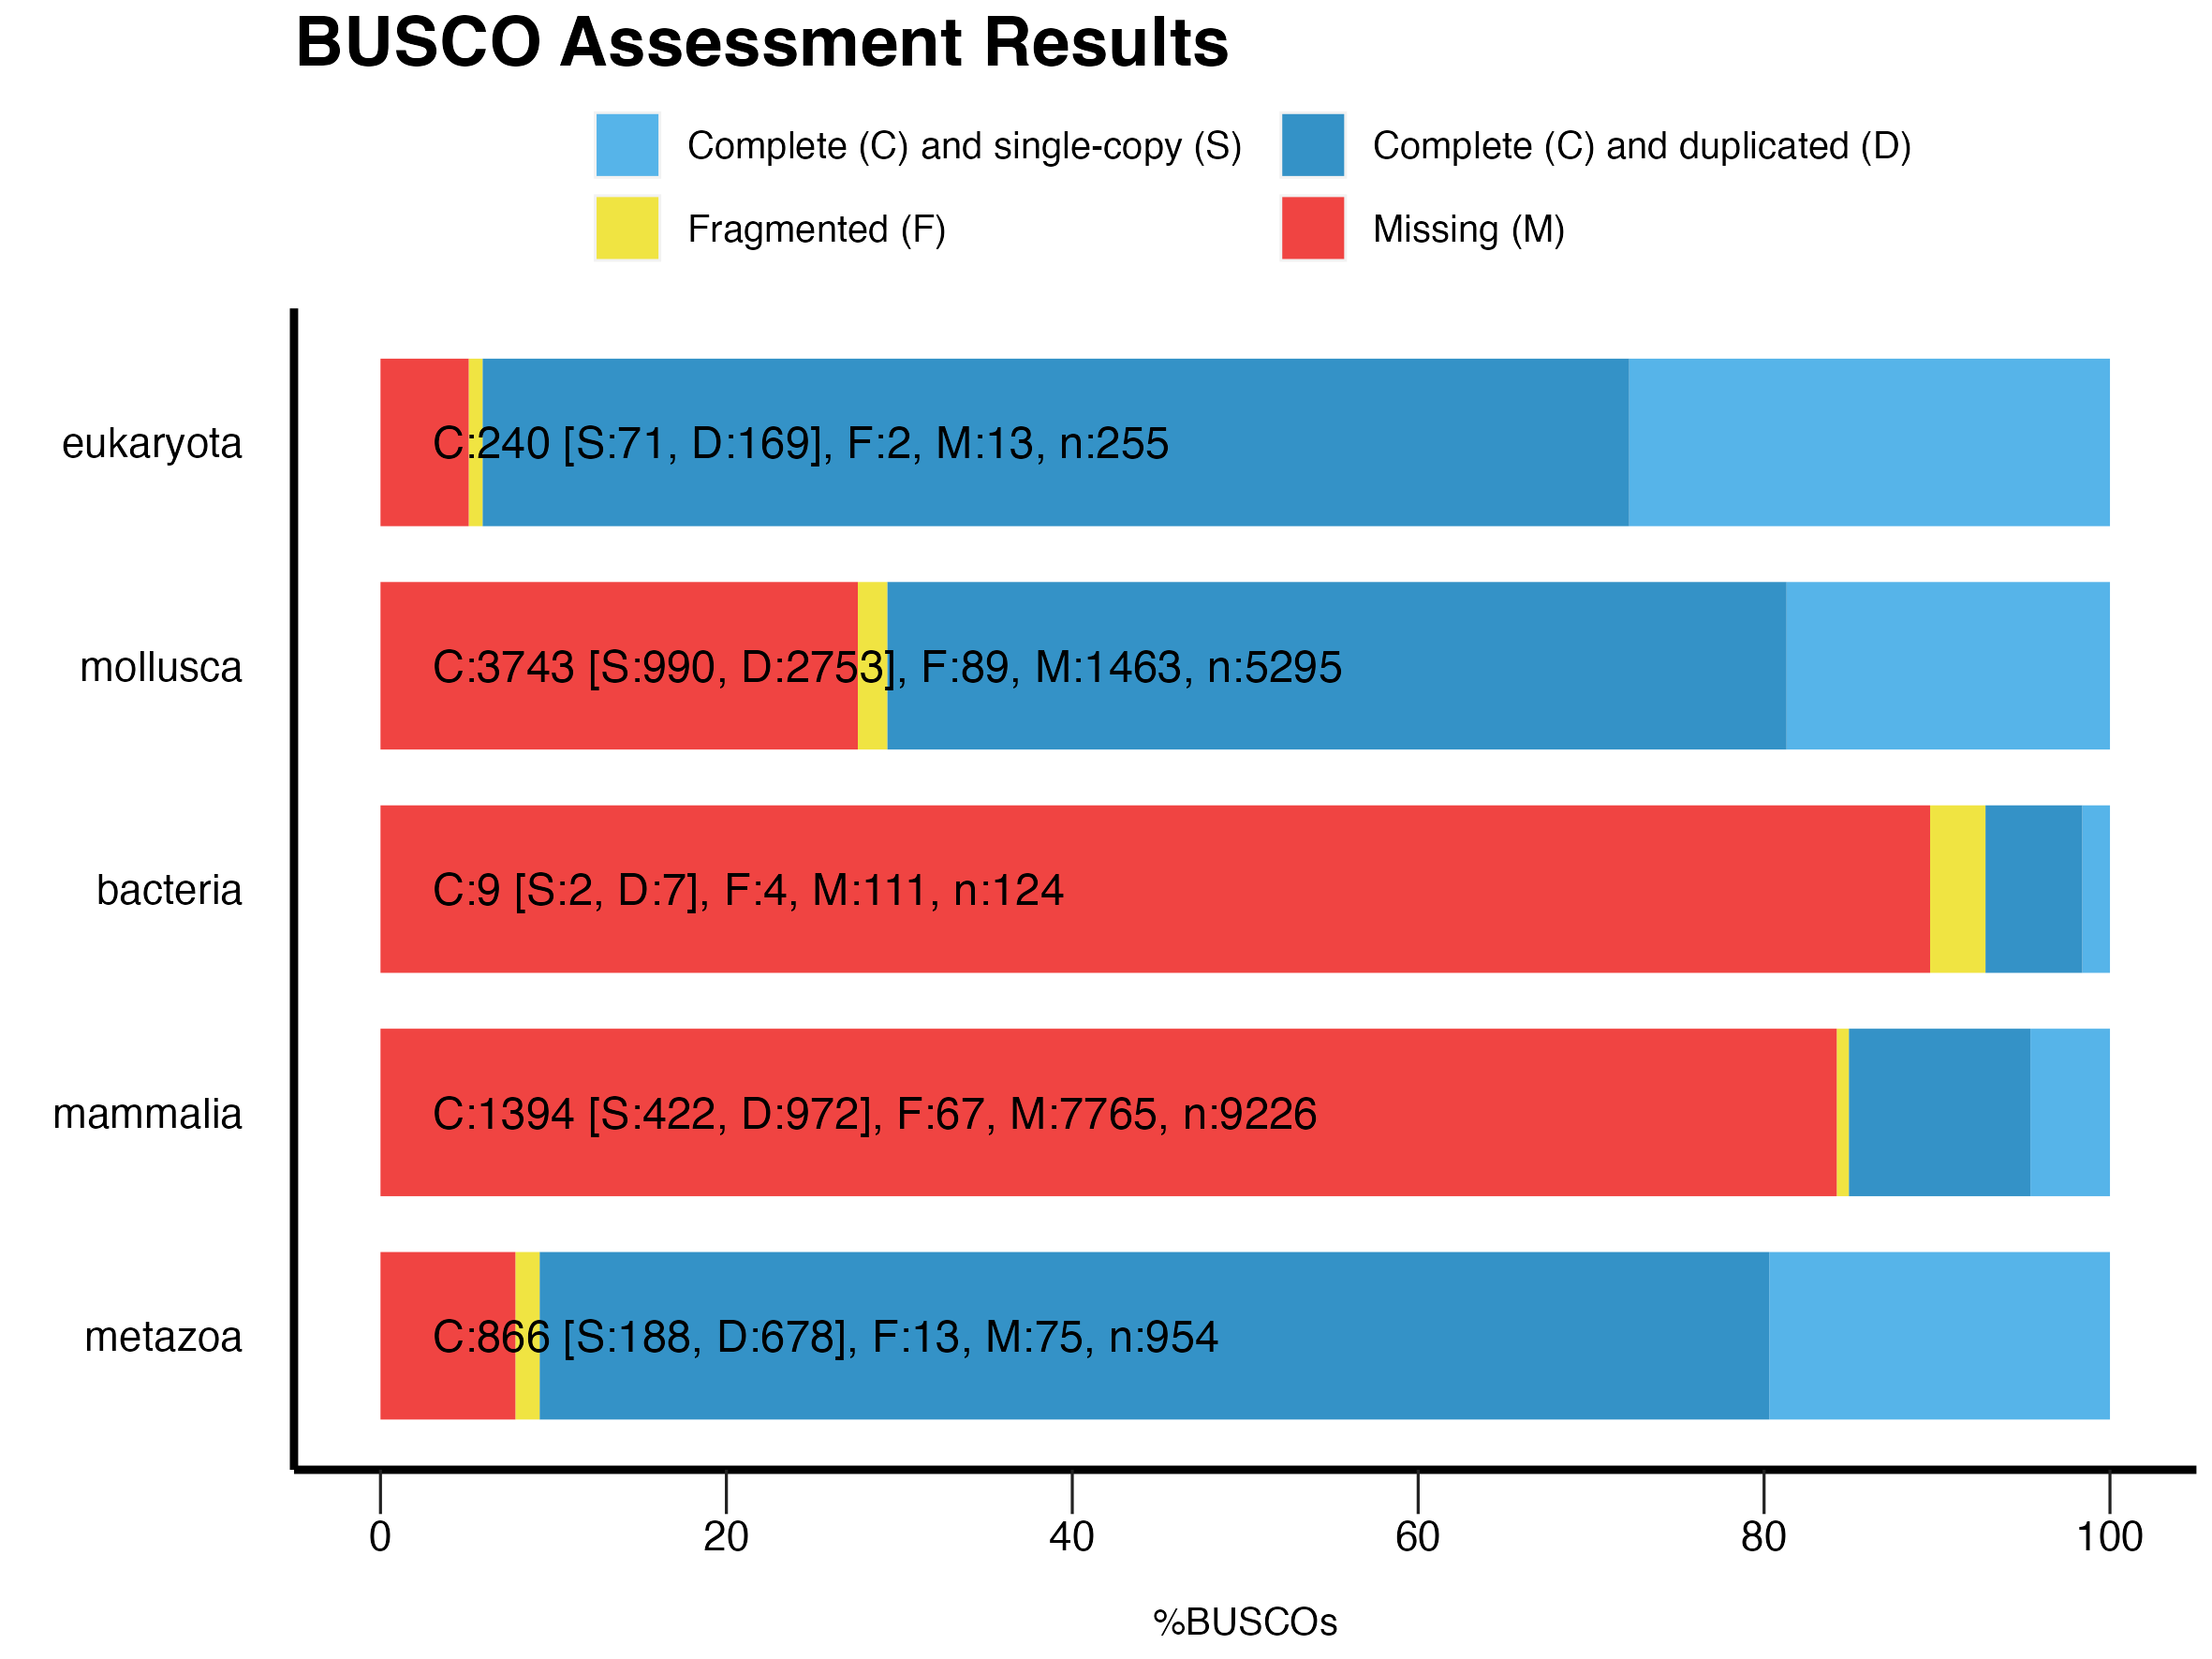 BUSCO Assessment Results
Complete (C) and single-copy (S)
Complete (C) and duplicated (D)
Fragmented (F)
Missing (M)
eukaryota
C:240 [S:71, D:169], F:2, M:13, n:255
mollusca
C:3743 [S:990, D:2753], F:89, M:1463, n:5295
bacteria
C:9 [S:2, D:7], F:4, M:111, n:124
mammalia
C:1394 [S:422, D:972], F:67, M:7765, n:9226
metazoa
C:866 [S:188, D:678], F:13, M:75, n:954
0 20 40 60 80 100
%BUSCOs